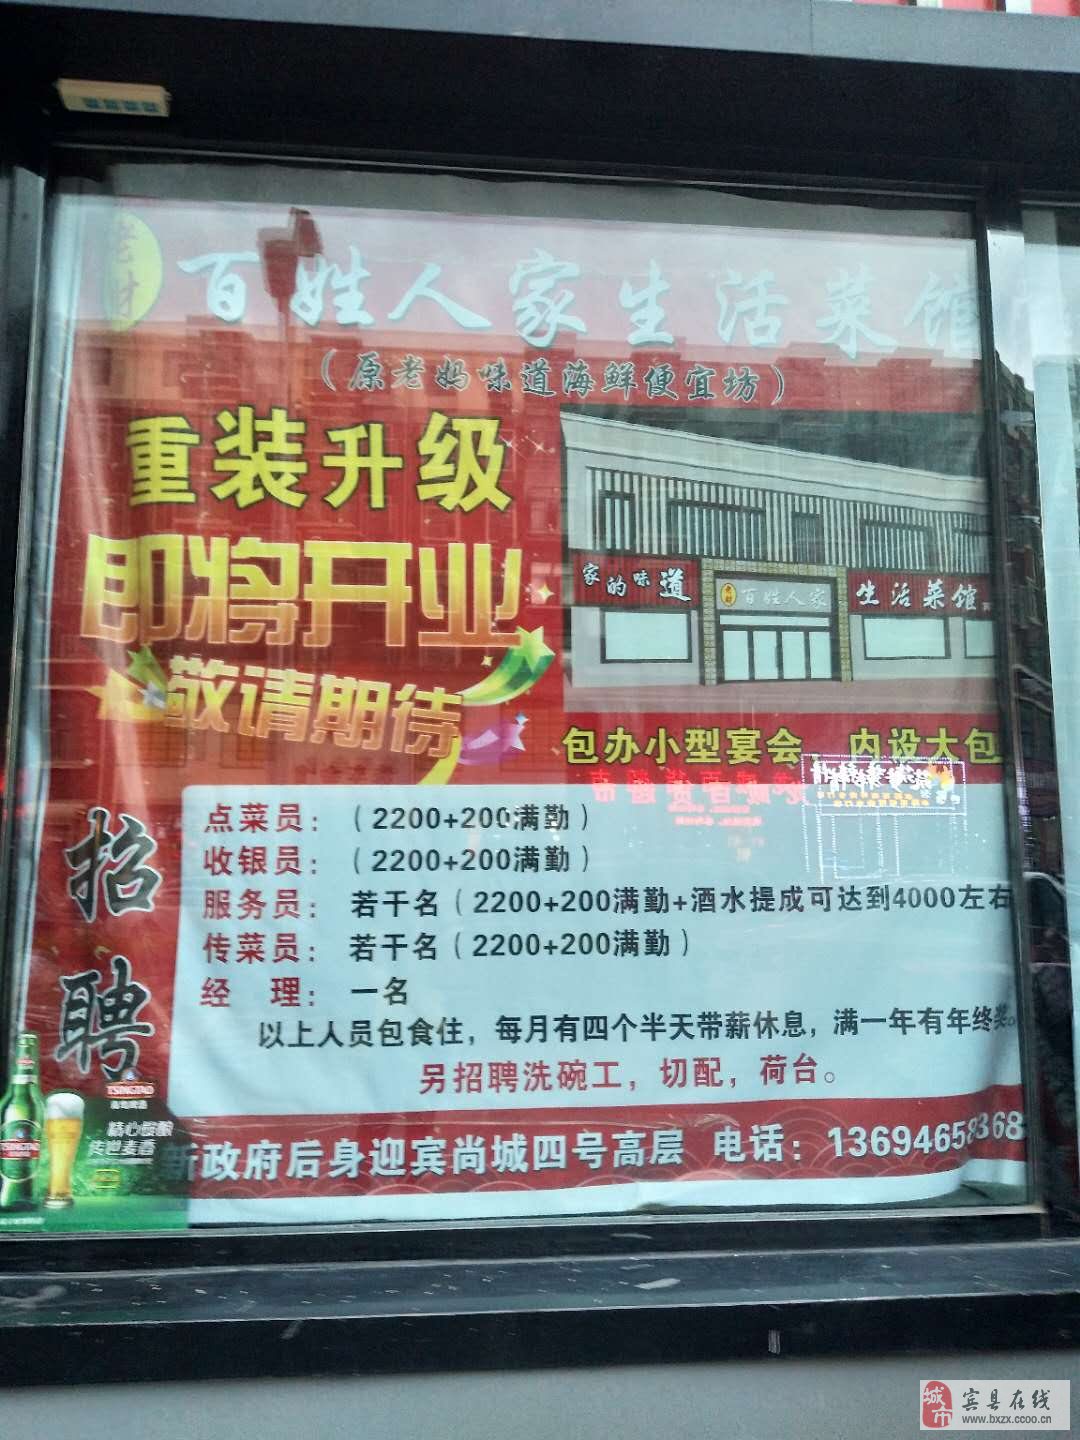 百姓人家生活菜馆
（原老妈味道海鲜便宜坊）
重装升级
即将开业
敬请期待
家的味道
百姓人家
生活菜馆
包办小型宴会 内设大包
招聘
点菜员：（2200+200满勤）
收银员：（2200+200满勤）
服务员：若干名（2200+200满勤+酒水提成可达到4000左右
传菜员：若干名（2200+200满勤）
经 理：一名
以上人员包食住，每月有四个半天带薪休息，满一年有年终奖。
另招聘洗碗工，切配，荷台。
TSINGTAO
新政府后身迎宾尚城四号高层 电话：13694658368
城市
宾县在线
www.bxzx.ccoo.cn